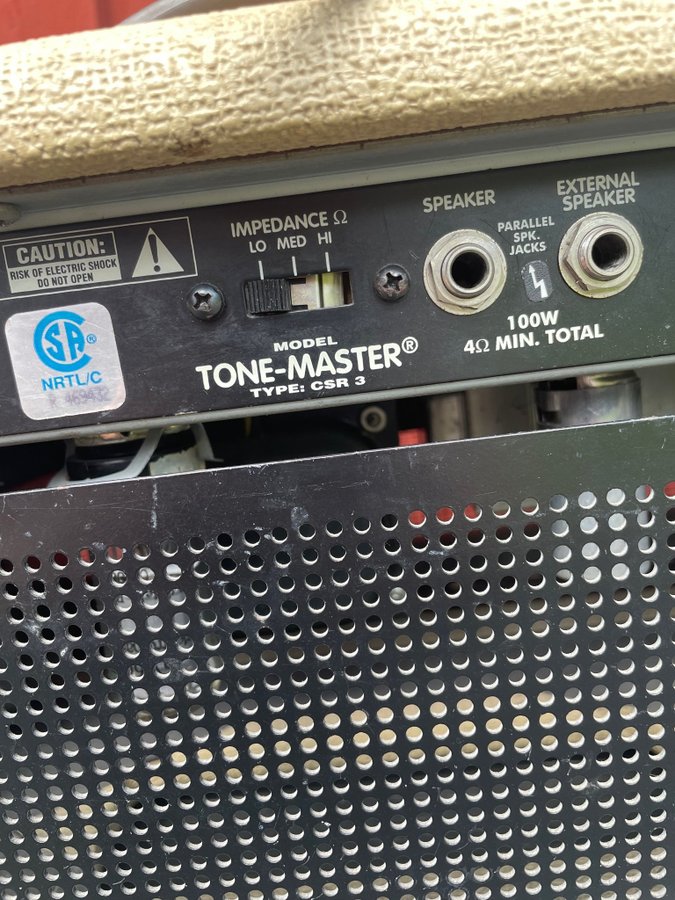 CAUTION:
RISK OF ELECTRIC SHOCK
DO NOT OPEN
CSA®
NRTL/C
IMPEDANCE Ω
LO MED HI
MODEL
TONE-MASTER®
TYPE: CSR 3
SPEAKER
PARALLEL
SPK.
JACKS
EXTERNAL
SPEAKER
100W
4Ω MIN. TOTAL